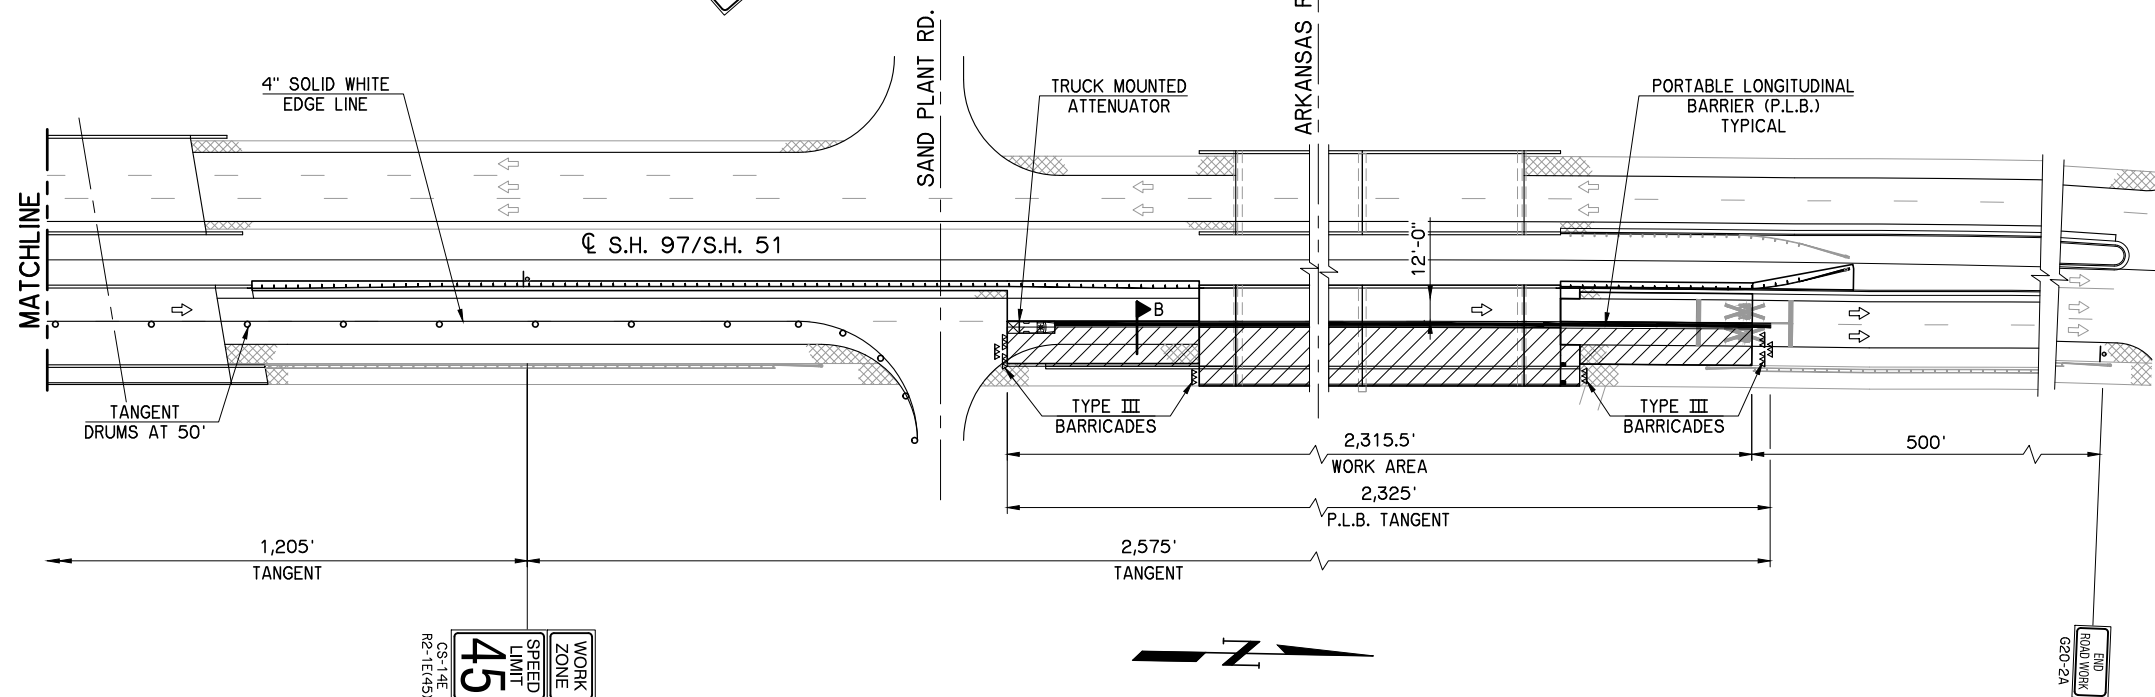 4" SOLID WHITE
EDGE LINE
SAND PLANT RD.
TRUCK MOUNTED
ATTENUATOR
ARKANSAS
PORTABLE LONGITUDINAL
BARRIER (P.L.B.)
TYPICAL
MATCHLINE
℄ S.H. 97/S.H. 51
12'-0"
B
TANGENT
DRUMS AT 50'
TYPE III
BARRICADES
TYPE III
BARRICADES
2,315.5'
WORK AREA
500'
2,325'
P.L.B. TANGENT
1,205'
TANGENT
2,575'
TANGENT
WORK
ZONE
SPEED
LIMIT
45
CS-14E
R2-1E(45)
N
END
ROAD WORK
G20-2A